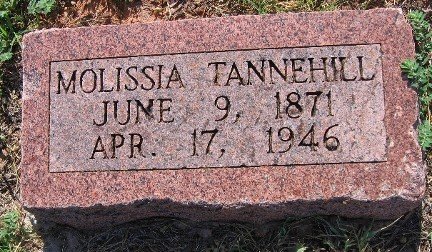 MOLISSIA TANNEHILL
JUNE 9, 1871
APR. 17, 1946